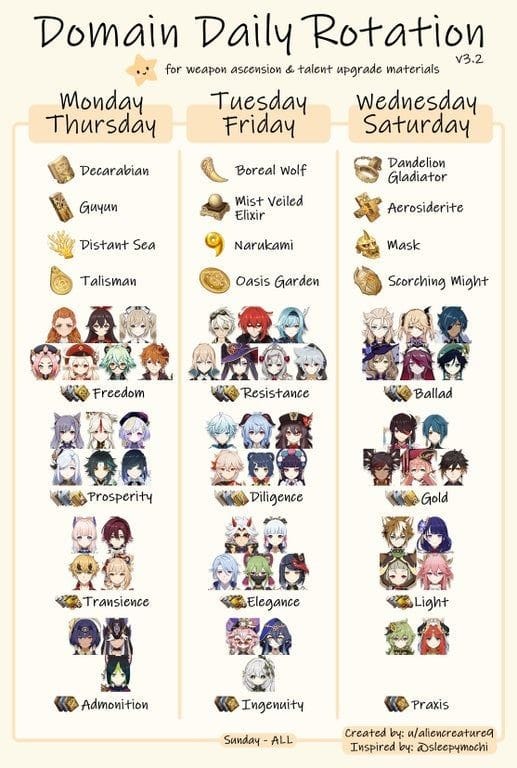 Domain Daily Rotation
v3.2
for weapon ascension & talent upgrade materials
Monday
Thursday
Tuesday
Friday
Wednesday
Saturday
Decarabian
Guyun
Distant Sea
Talisman
Freedom
Prosperity
Transience
Admonition
Boreal Wolf
Mist Veiled
Elixir
Narukami
Oasis Garden
Resistance
Diligence
Elegance
Ingenuity
Dandelion
Gladiator
Aerosiderite
Mask
Scorching Might
Ballad
Gold
Light
Praxis
Sunday - ALL
Created by: u/aliencreature9
Inspired by: @sleepymochi